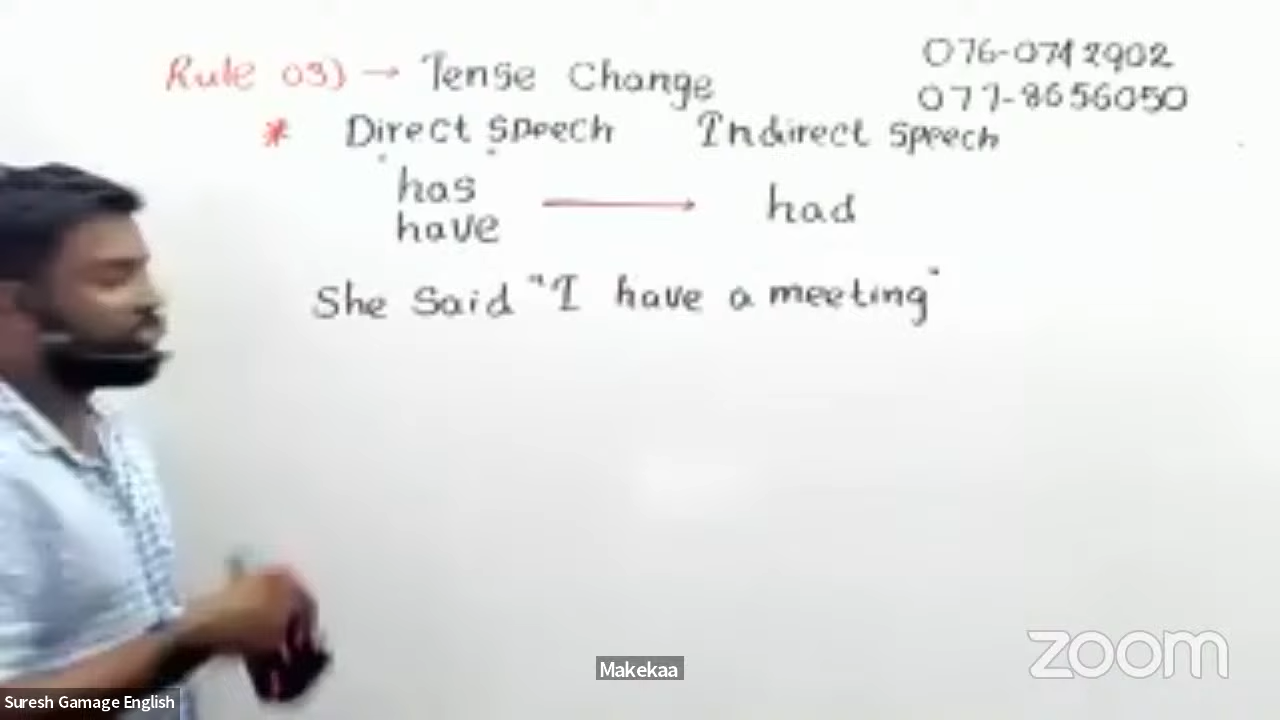 Rule 03) → Tense Change
076-0742902
077-8656050
* Direct Speech Indirect Speech
has
have → had
She Said "I have a meeting"
Makekaa
zoom
Suresh Gamage English